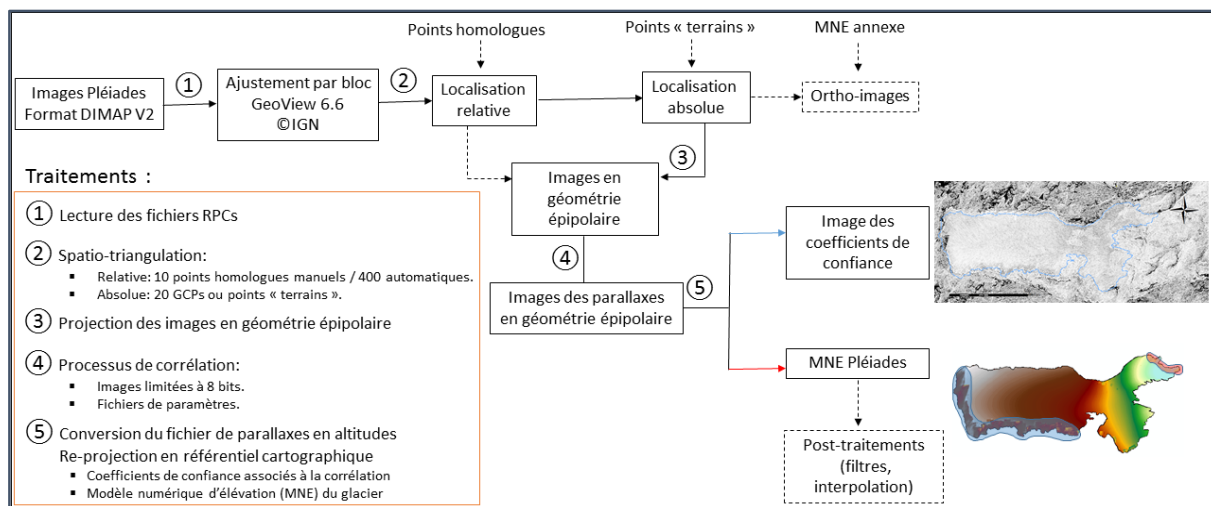 Points homologues
Points « terrains »
MNE annexe
Images Pléiades
Format DIMAP V2
1
Ajustement par bloc
GeoView 6.6
©IGN
2
Localisation
relative
Localisation
absolue
Ortho-images
3
Images en
géométrie
épipolaire
4
Images des parallaxes
en géométrie épipolaire
5
Image des
coefficients de
confiance
MNE Pléiades
Post-traitements
(filtres,
interpolation)
Traitements :
1 Lecture des fichiers RPCs
2 Spatio-triangulation:
▪ Relative: 10 points homologues manuels / 400 automatiques.
▪ Absolue: 20 GCPs ou points « terrains ».
3 Projection des images en géométrie épipolaire
4 Processus de corrélation:
▪ Images limitées à 8 bits.
▪ Fichiers de paramètres.
5 Conversion du fichier de parallaxes en altitudes
Re-projection en référentiel cartographique
▪ Coefficients de confiance associés à la corrélation
▪ Modèle numérique d'élévation (MNE) du glacier